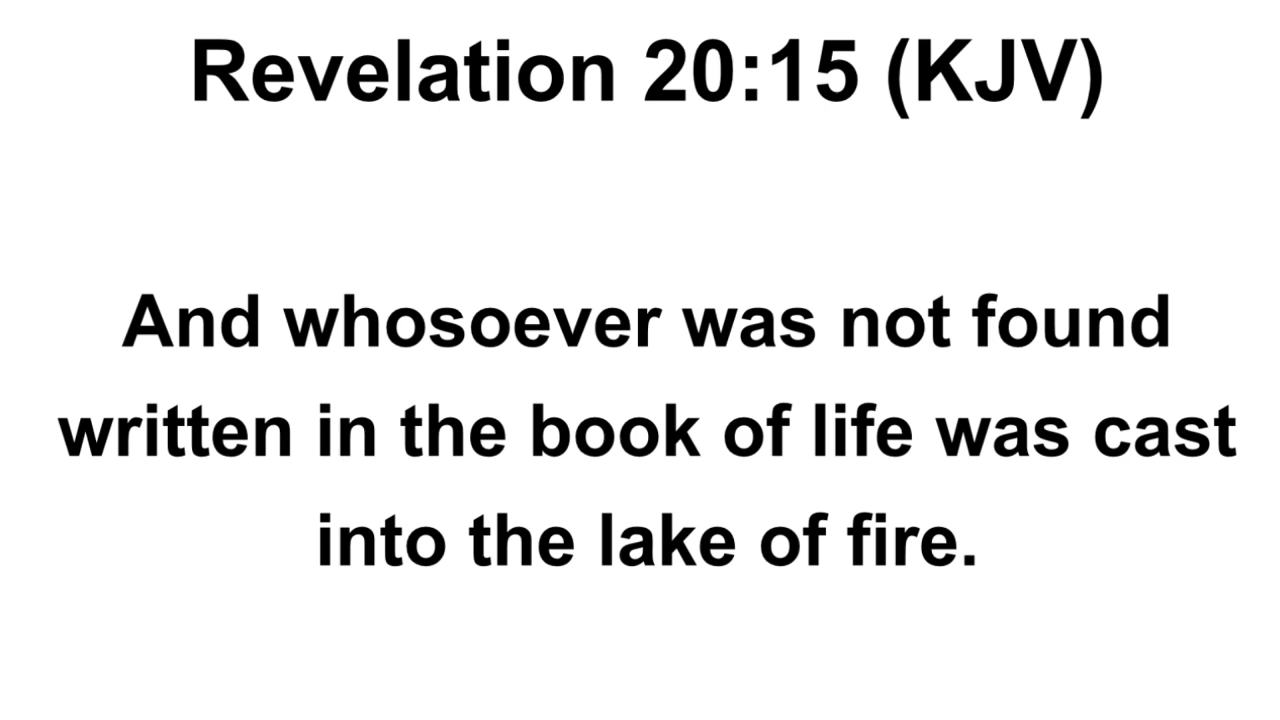 Revelation 20:15 (KJV)
And whosoever was not found
written in the book of life was cast
into the lake of fire.